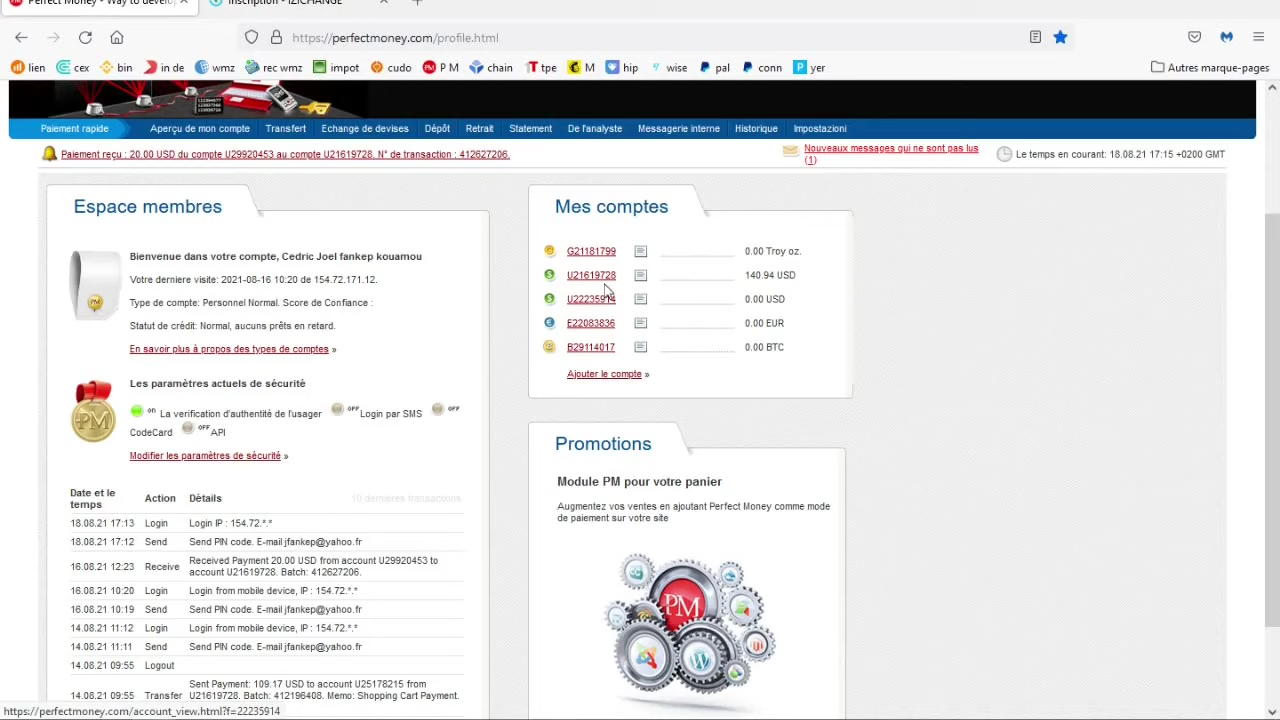 Perfect Money - Way to develop
Inscription - IZICHANGE
https://perfectmoney.com/profile.html
lien
cex
bin
in de
wmz
rec wmz
impot
cudo
P M
chain
tpe
M
hip
wise
pal
conn
yer
Autres marque-pages
Paiement rapide
Aperçu de mon compte
Transfert
Echange de devises
Dépôt
Retrait
Statement
De l'analyste
Messagerie interne
Historique
Impostazioni
Paiement reçu : 20.00 USD du compte U29920453 au compte U21619728. N° de transaction : 412627206.
Nouveaux messages qui ne sont pas lus
(1)
Le temps en courant: 18.08.21 17:15 +0200 GMT
Espace membres
Bienvenue dans votre compte, Cedric Joel fankep kouamou
Votre derniere visite: 2021-08-16 10:20 de 154.72.171.12.
Type de compte: Personnel Normal. Score de Confiance :
Statut de crédit: Normal, aucuns prêts en retard.
En savoir plus à propos des types de compte »
Les paramètres actuels de sécurité
on La verification d'authentité de l'usager OFF Login par SMS OFF
CodeCard OFF API
Modifier les paramètres de sécurité »
Date et le
temps
Action
Détails
10 dernieres transactions
18.08.21 17:13 Login Login IP : 154.72.*.*
18.08.21 17:12 Send Send PIN code. E-mail jfankep@yahoo.fr
16.08.21 12:23 Receive Received Payment 20.00 USD from account U29920453 to
account U21619728. Batch: 412627206.
16.08.21 10:20 Login Login from mobile device, IP : 154.72.*.*
16.08.21 10:19 Send Send PIN code. E-mail jfankep@yahoo.fr
14.08.21 11:12 Login Login from mobile device, IP : 154.72.*.*
14.08.21 11:11 Send Send PIN code. E-mail jfankep@yahoo.fr
14.08.21 09:55 Logout
14.08.21 09:55 Transfer Sent Payment: 109.17 USD to account U25178215 from
U21619728. Batch: 412196408. Memo: Shopping Cart Payment.
Mes comptes
G21181799 0.00 Troy oz.
U21619728 140.94 USD
U22235914 0.00 USD
E22083836 0.00 EUR
B29114017 0.00 BTC
Ajouter le compte »
Promotions
Module PM pour votre panier
Augmentez vos ventes en ajoutant Perfect Money comme mode
de paiement sur votre site
PM
https://perfectmoney.com/account_view.html?f=22235914